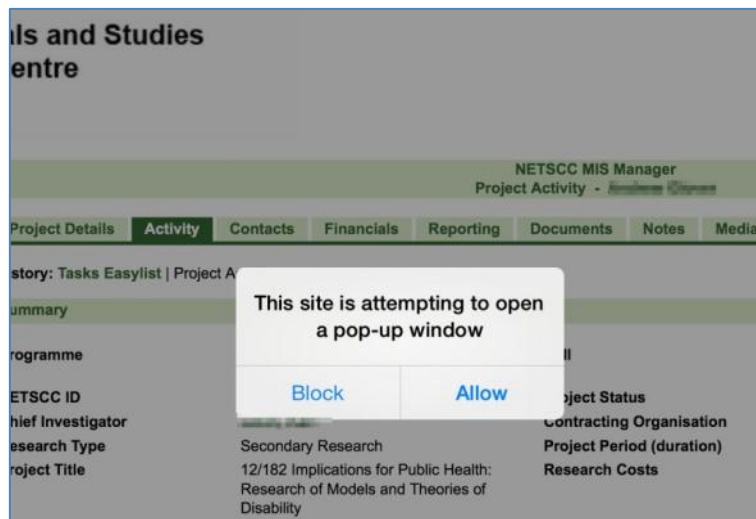 ls and Studies
entre
NETSCC MIS Manager
Project Activity -
Project Details Activity Contacts Financials Reporting Documents Notes Media
story: Tasks Easylist | Project A
ummary
This site is attempting to open
a pop-up window
Block Allow
rogramme
ETSCC ID oject Status
hief Investigator Contracting Organisation
esearch Type Secondary Research Project Period (duration)
roject Title 12/182 Implications for Public Health: Research Costs
Research of Models and Theories of
Disability